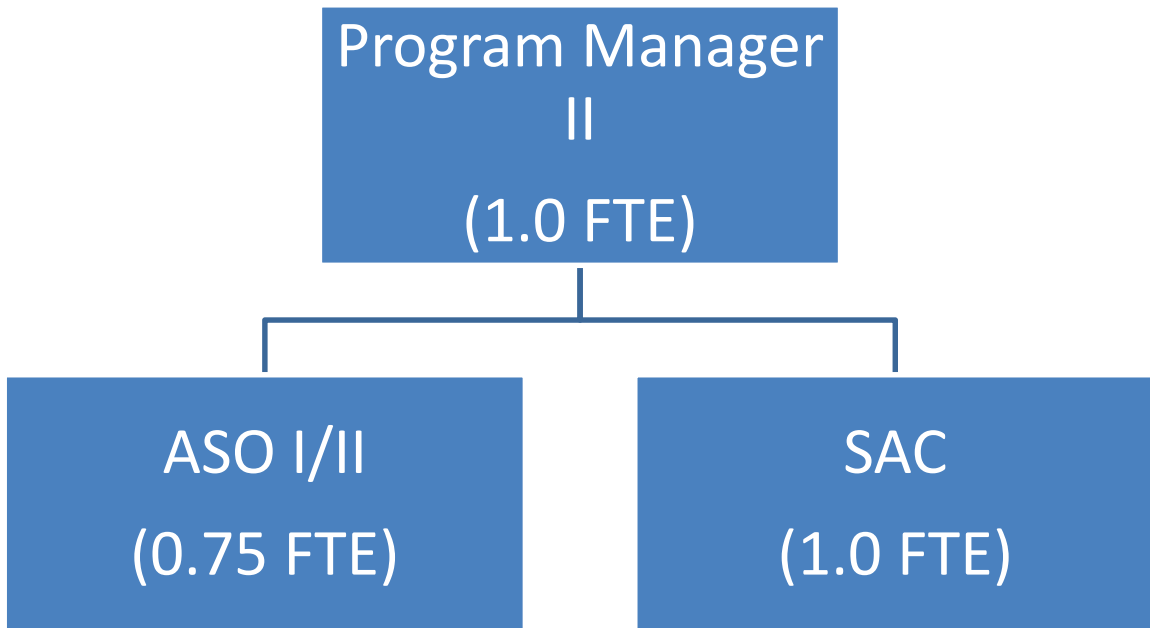 Program Manager
II
(1.0 FTE)
ASO I/II
(0.75 FTE)
SAC
(1.0 FTE)